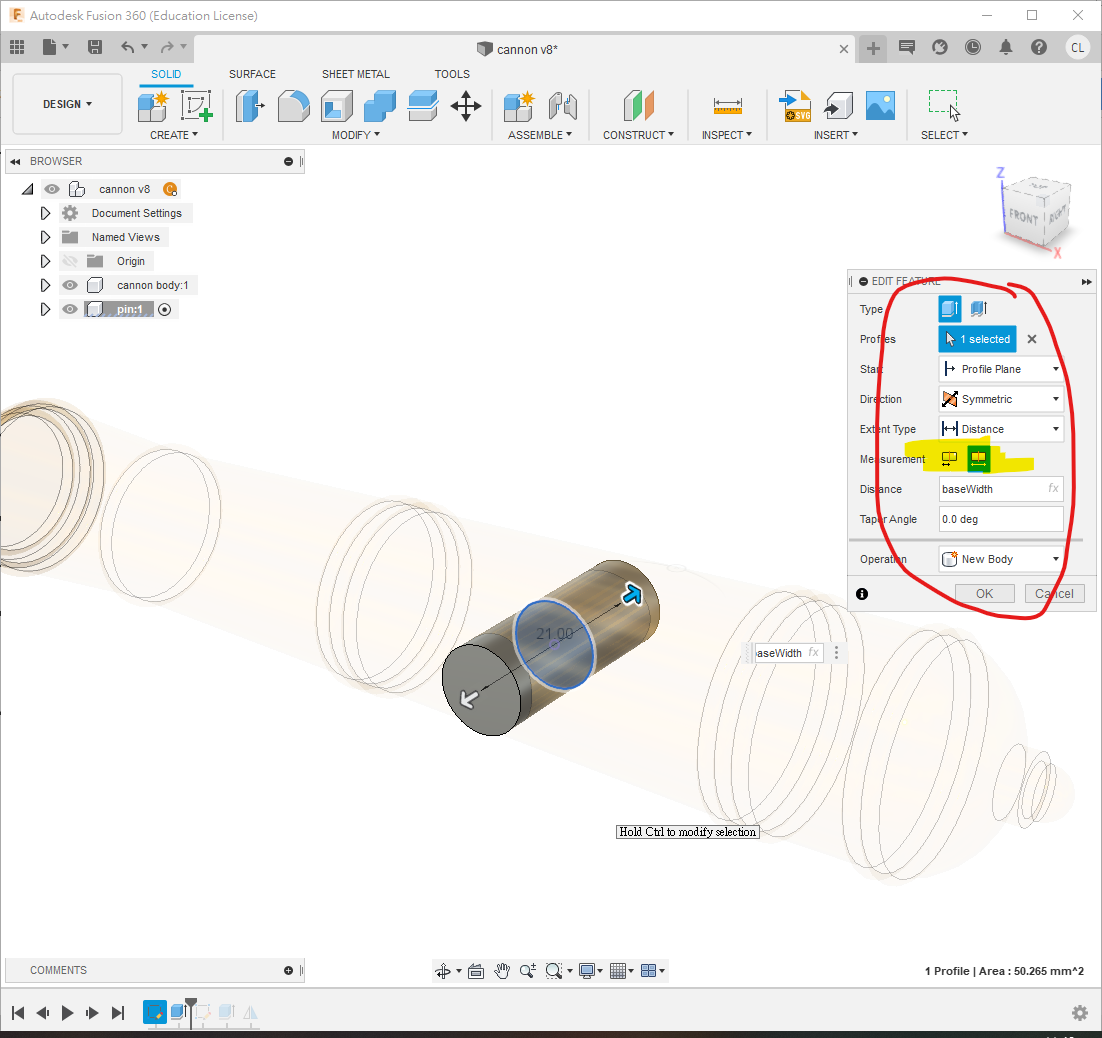 Autodesk Fusion 360 (Education License)
cannon v8*
CL
DESIGN
SOLID
SURFACE
SHEET METAL
TOOLS
CREATE
MODIFY
ASSEMBLE
CONSTRUCT
INSPECT
INSERT
SELECT
SVG
BROWSER
cannon v8
Document Settings
Named Views
Origin
cannon body:1
pin:1
Z
FRONT
RIGHT
X
EDIT FEATURE
Type
Profiles
1 selected
Start
Profile Plane
Direction
Symmetric
Extent Type
Distance
Measurement
Distance
baseWidth
fx
Taper Angle
0.0 deg
Operation
New Body
OK
Cancel
21.00
aseWidth
fx
Hold Ctrl to modify selection
COMMENTS
1 Profile | Area : 50.265 mm^2